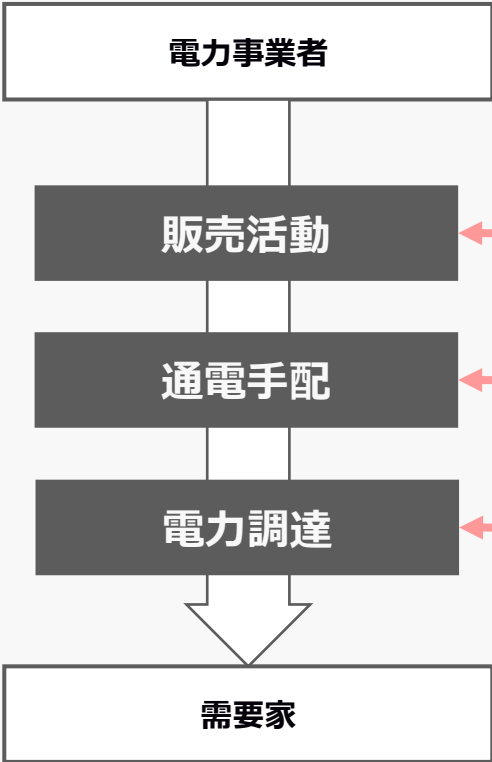 電力事業者
販売活動
通電手配
電力調達
需要家